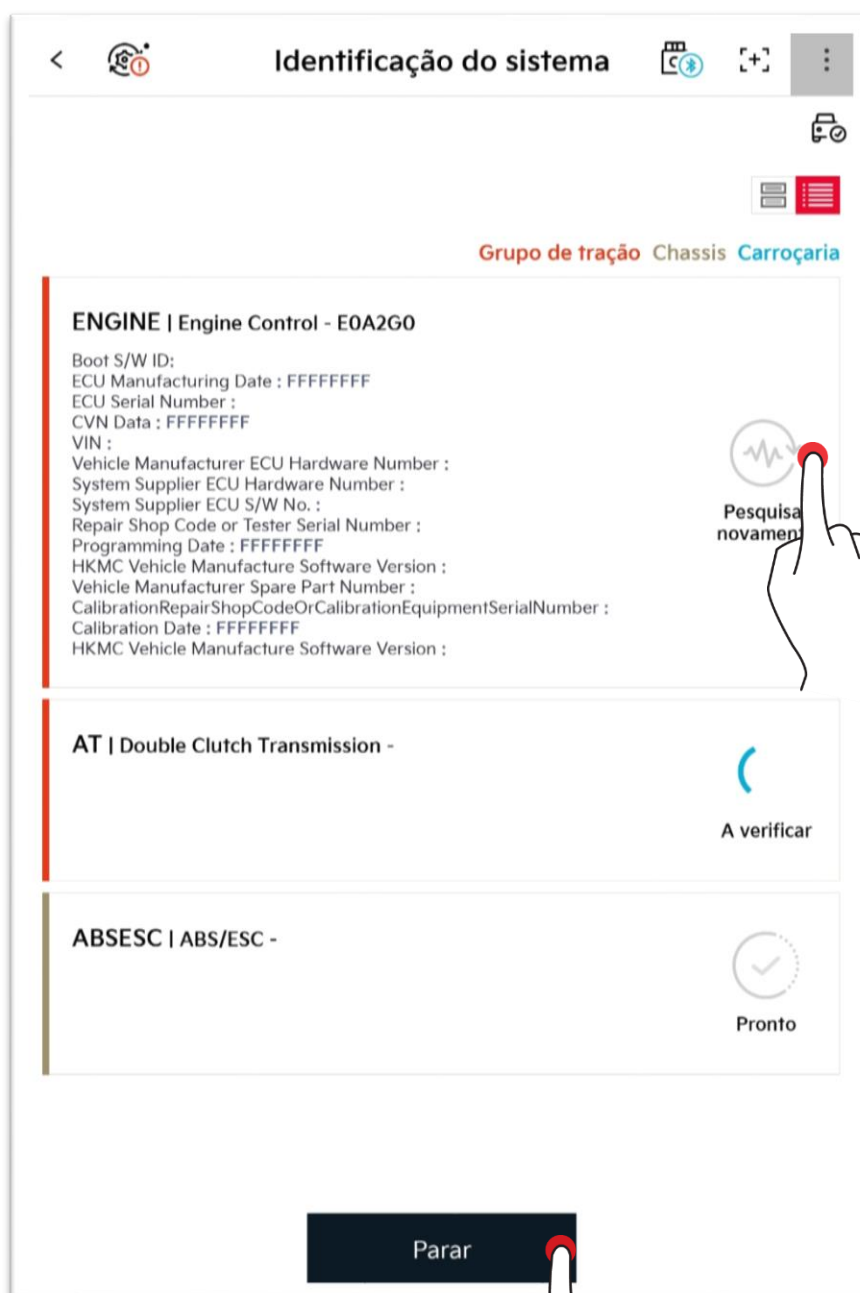 Identificação do sistema
Grupo de tração Chassis Carroçaria
ENGINE | Engine Control - E0A2G0
Boot S/W ID:
ECU Manufacturing Date : FFFFFFFF
ECU Serial Number :
CVN Data : FFFFFFFF
VIN :
Vehicle Manufacturer ECU Hardware Number :
System Supplier ECU Hardware Number :
System Supplier ECU S/W No. :
Repair Shop Code or Tester Serial Number :
Programming Date : FFFFFFFF
HKMC Vehicle Manufacture Software Version :
Vehicle Manufacturer Spare Part Number :
CalibrationRepairShopCodeOrCalibrationEquipmentSerialNumber :
Calibration Date : FFFFFFFF
HKMC Vehicle Manufacture Software Version :
Pesquisa
AT | Double Clutch Transmission -
A verificar
ABSESC | ABS/ESC -
Pronto
Parar